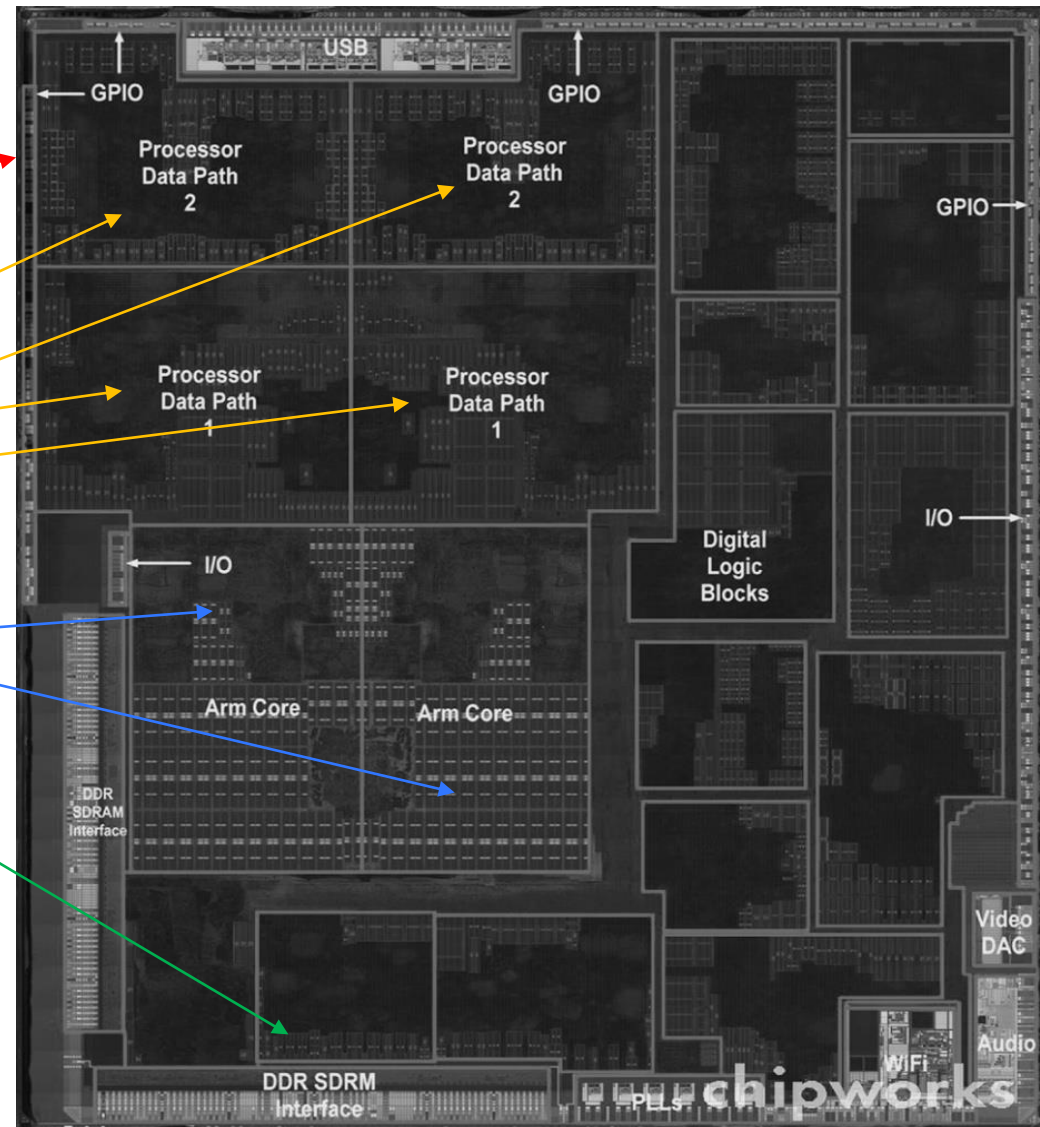 USB
GPIO
GPIO
Processor
Data Path
2
Processor
Data Path
2
GPIO
Processor
Data Path
1
Processor
Data Path
1
I/O
Digital
Logic
Blocks
I/O
Arm Core
Arm Core
DDR
SDRAM
Interface
Video
DAC
Audio
WiFi
DDR SDRM
Interface
PLLs
chipworks